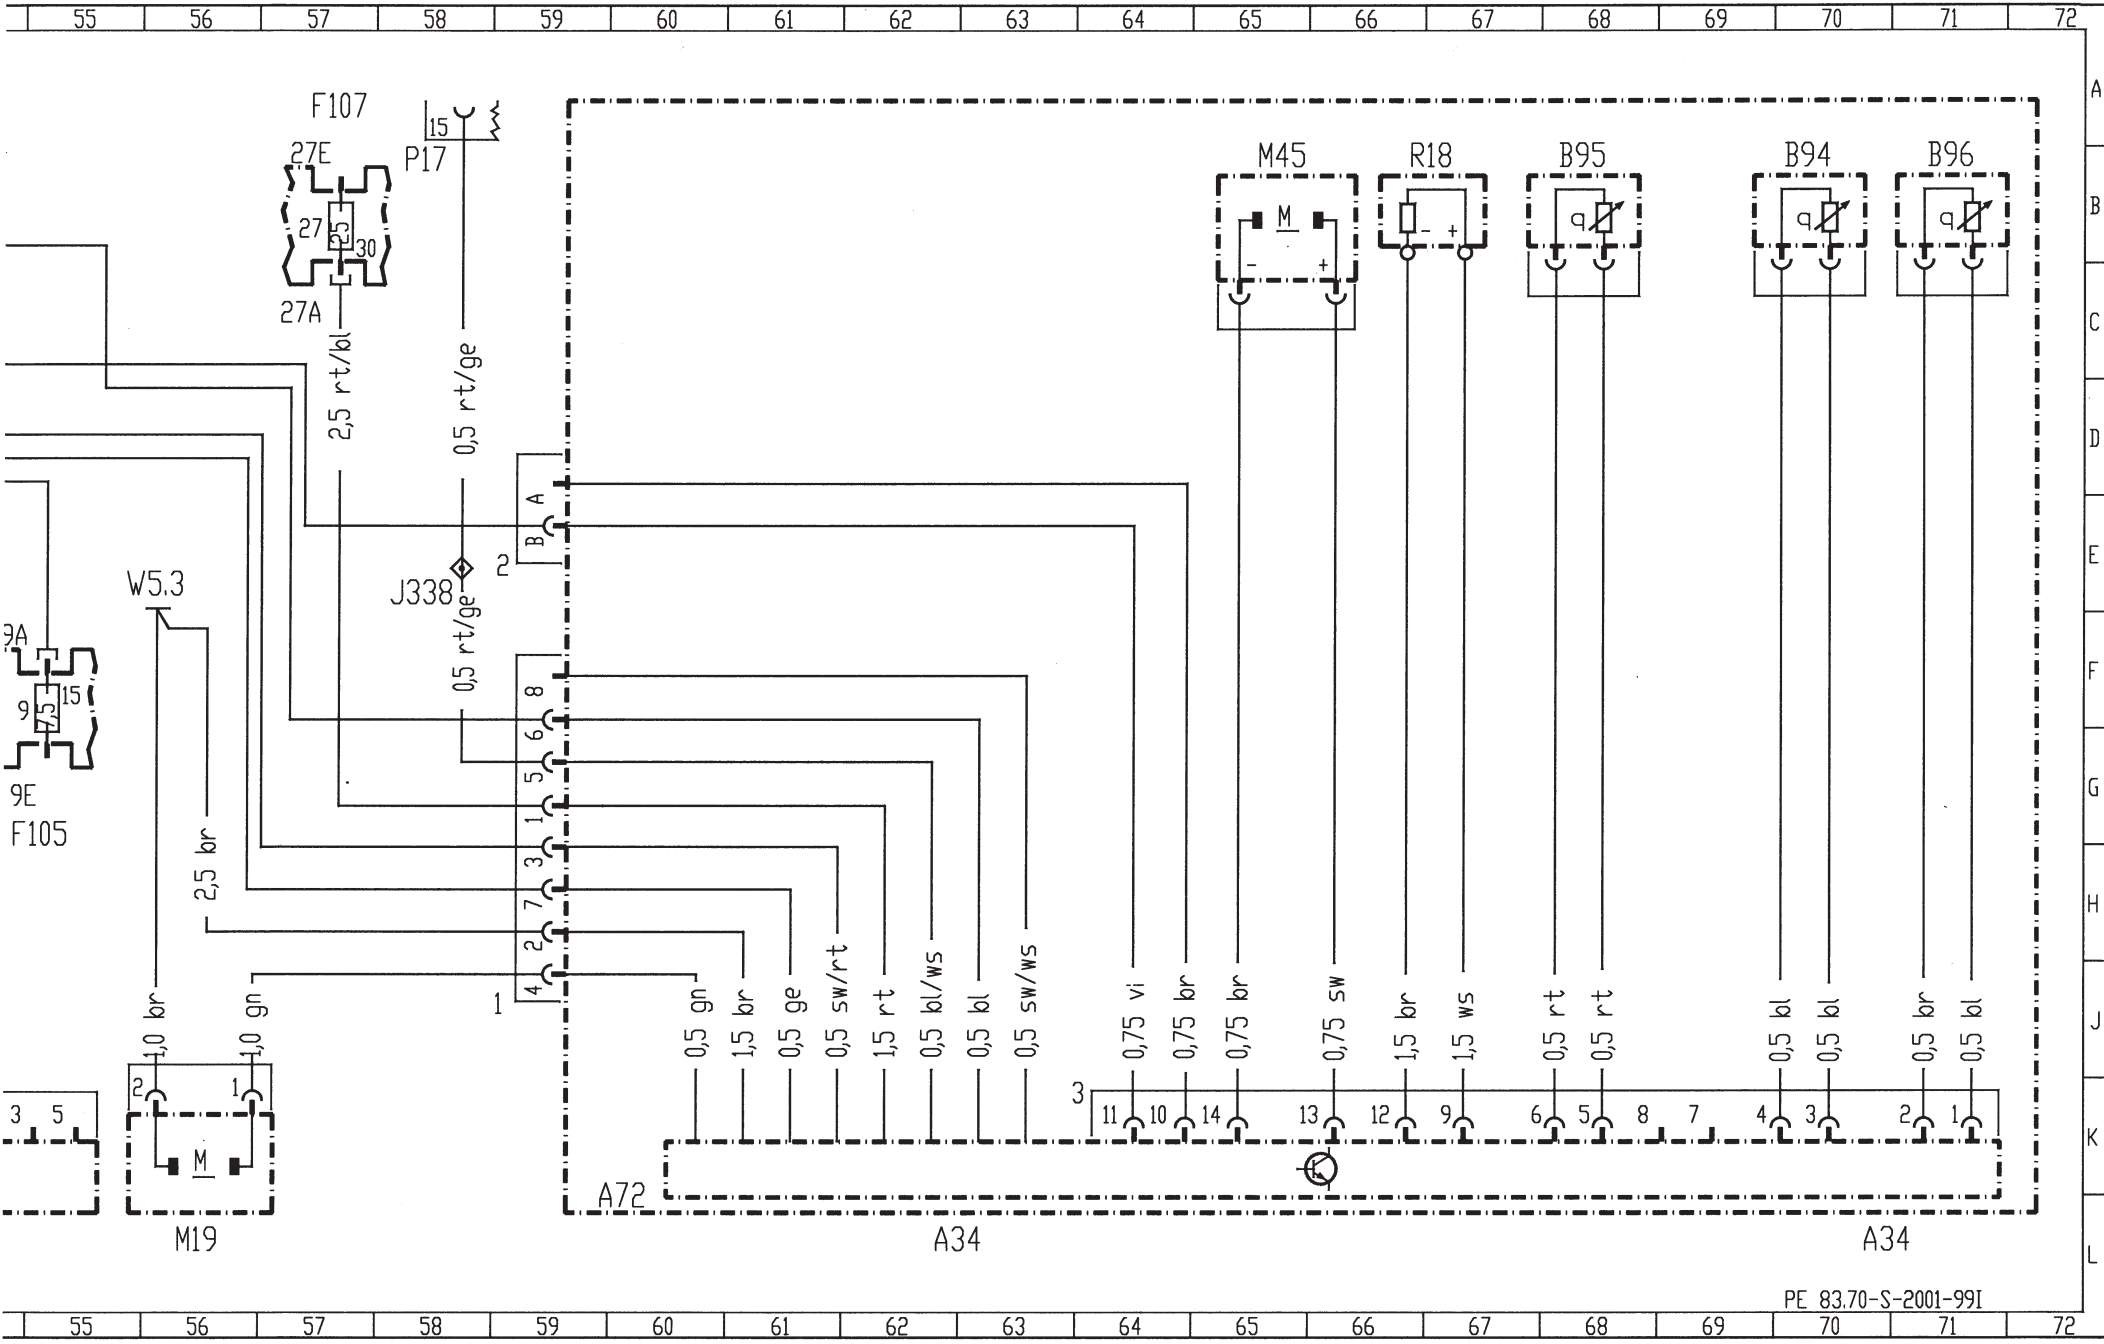 55 56 57 58 59 60 61 62 63 64 65 66 67 68 69 70 71 72
A
F107
15
P17
27E
M45 R18 B95 B94 B96
B
27 25 30
M q q q
- +
- +
27A
C
2,5 rt/bl
0,5 rt/ge
D
A
B
2
E
J338
W5.3
0,5 rt/ge
9A
F
9 7,5 15
8
6
5
1
3
7
2
4
1
9E
F105
G
2,5 br
H
1,0 br
1,0 gn
0,5 gn
1,5 br
0,5 ge
0,5 sw/rt
1,5 rt
0,5 bl/ws
0,5 bl
0,5 sw/ws
0,75 vi
0,75 br
0,75 br
0,75 sw
1,5 br
1,5 ws
0,5 rt
0,5 rt
0,5 bl
0,5 bl
0,5 br
0,5 bl
J
2 1
3
3 5
11 10 14 13 12 9 6 5 8 7 4 3 2 1
K
M
A72
M19
A34 A34
L
PE 83.70-S-2001-99I
55 56 57 58 59 60 61 62 63 64 65 66 67 68 69 70 71 72